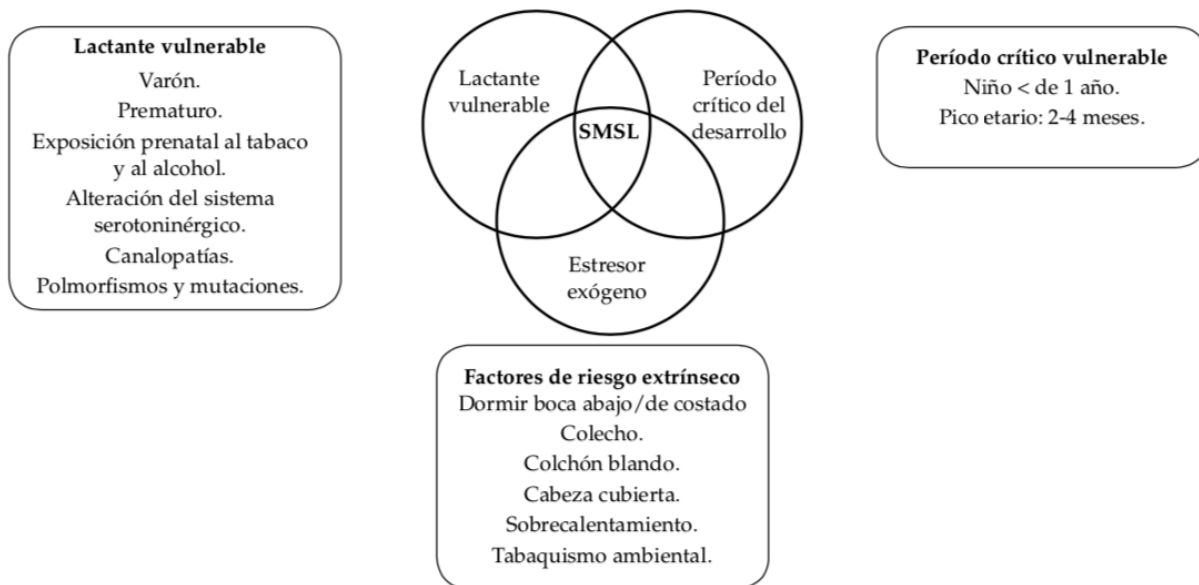 Lactante vulnerable
Varón.
Prematuro.
Exposición prenatal al tabaco
y al alcohol.
Alteración del sistema
serotoninérgico.
Canalopatías.
Polmorfismos y mutaciones.
Lactante
vulnerable
Período
crítico del
desarrollo
SMSL
Estresor
exógeno
Período crítico vulnerable
Niño < de 1 año.
Pico etario: 2-4 meses.
Factores de riesgo extrínseco
Dormir boca abajo/de costado
Colecho.
Colchón blando.
Cabeza cubierta.
Sobrecalentamiento.
Tabaquismo ambiental.